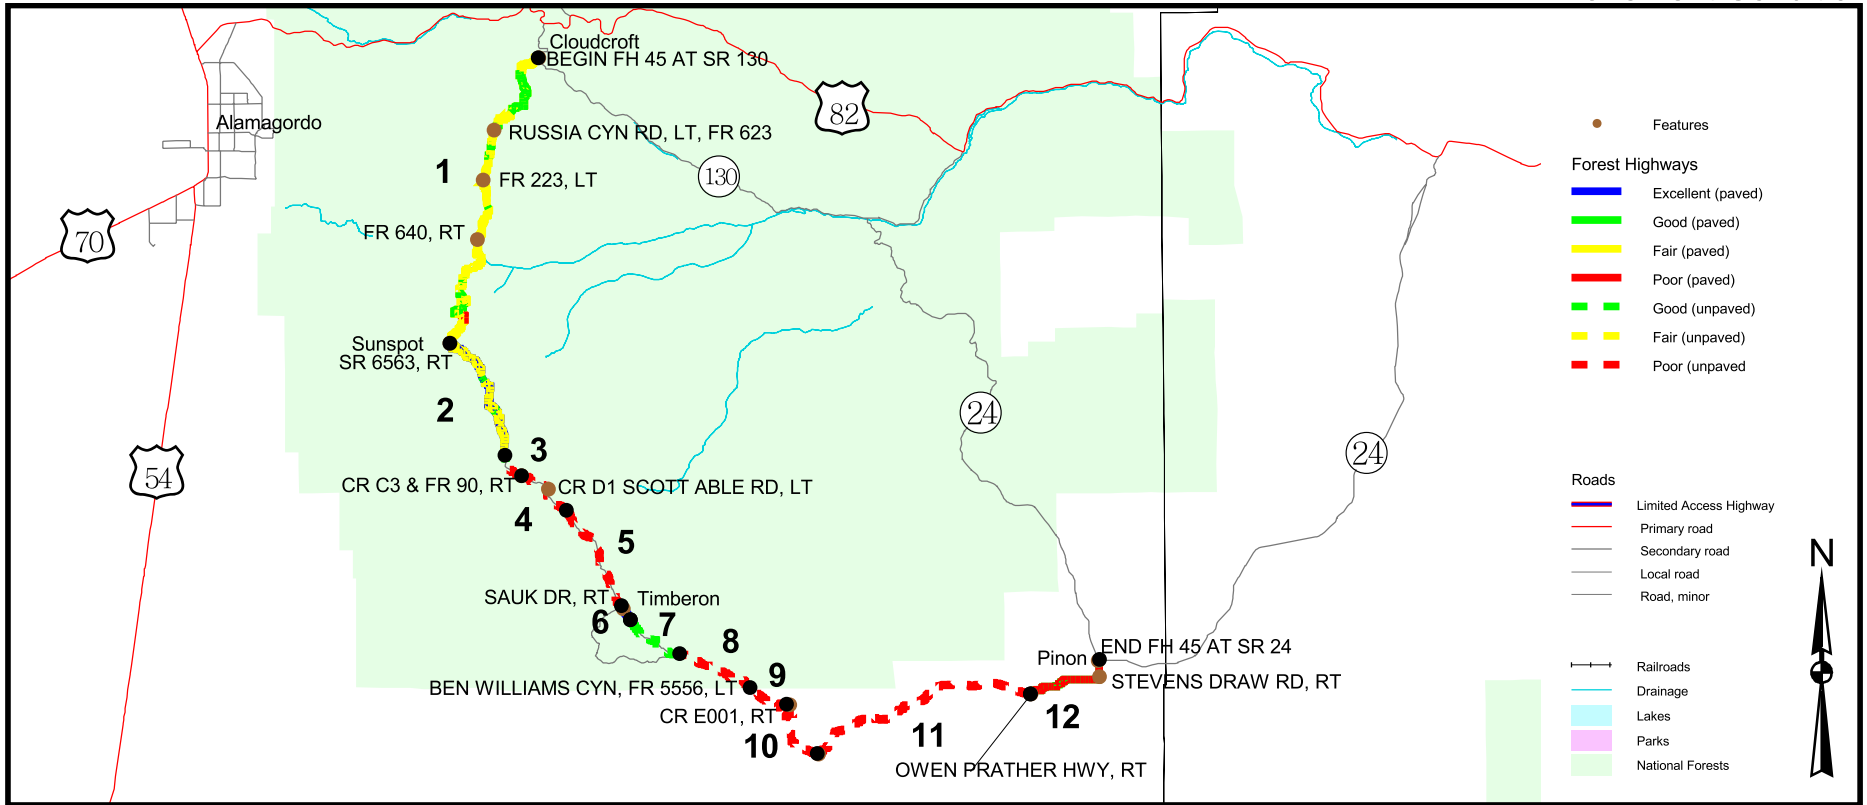 Cloudcroft
BEGIN FH 45 AT SR 130
82
Alamagordo
RUSSIA CYN RD, LT, FR 623
1
FR 223, LT
130
70
FR 640, RT
Sunspot
SR 6563, RT
2
24
3
54
24
CR C3 & FR 90, RT
CR D1 SCOTT ABLE RD, LT
4
5
SAUK DR, RT
Timberon
6
7
8
9
BEN WILLIAMS CYN, FR 5556, LT
CR E001, RT
10
11
12
OWEN PRATHER HWY, RT
Pinon
END FH 45 AT SR 24
STEVENS DRAW RD, RT
Features
Forest Highways
Excellent (paved)
Good (paved)
Fair (paved)
Poor (paved)
Good (unpaved)
Fair (unpaved)
Poor (unpaved
Roads
Limited Access Highway
Primary road
Secondary road
Local road
Road, minor
Railroads
Drainage
Lakes
Parks
National Forests
N